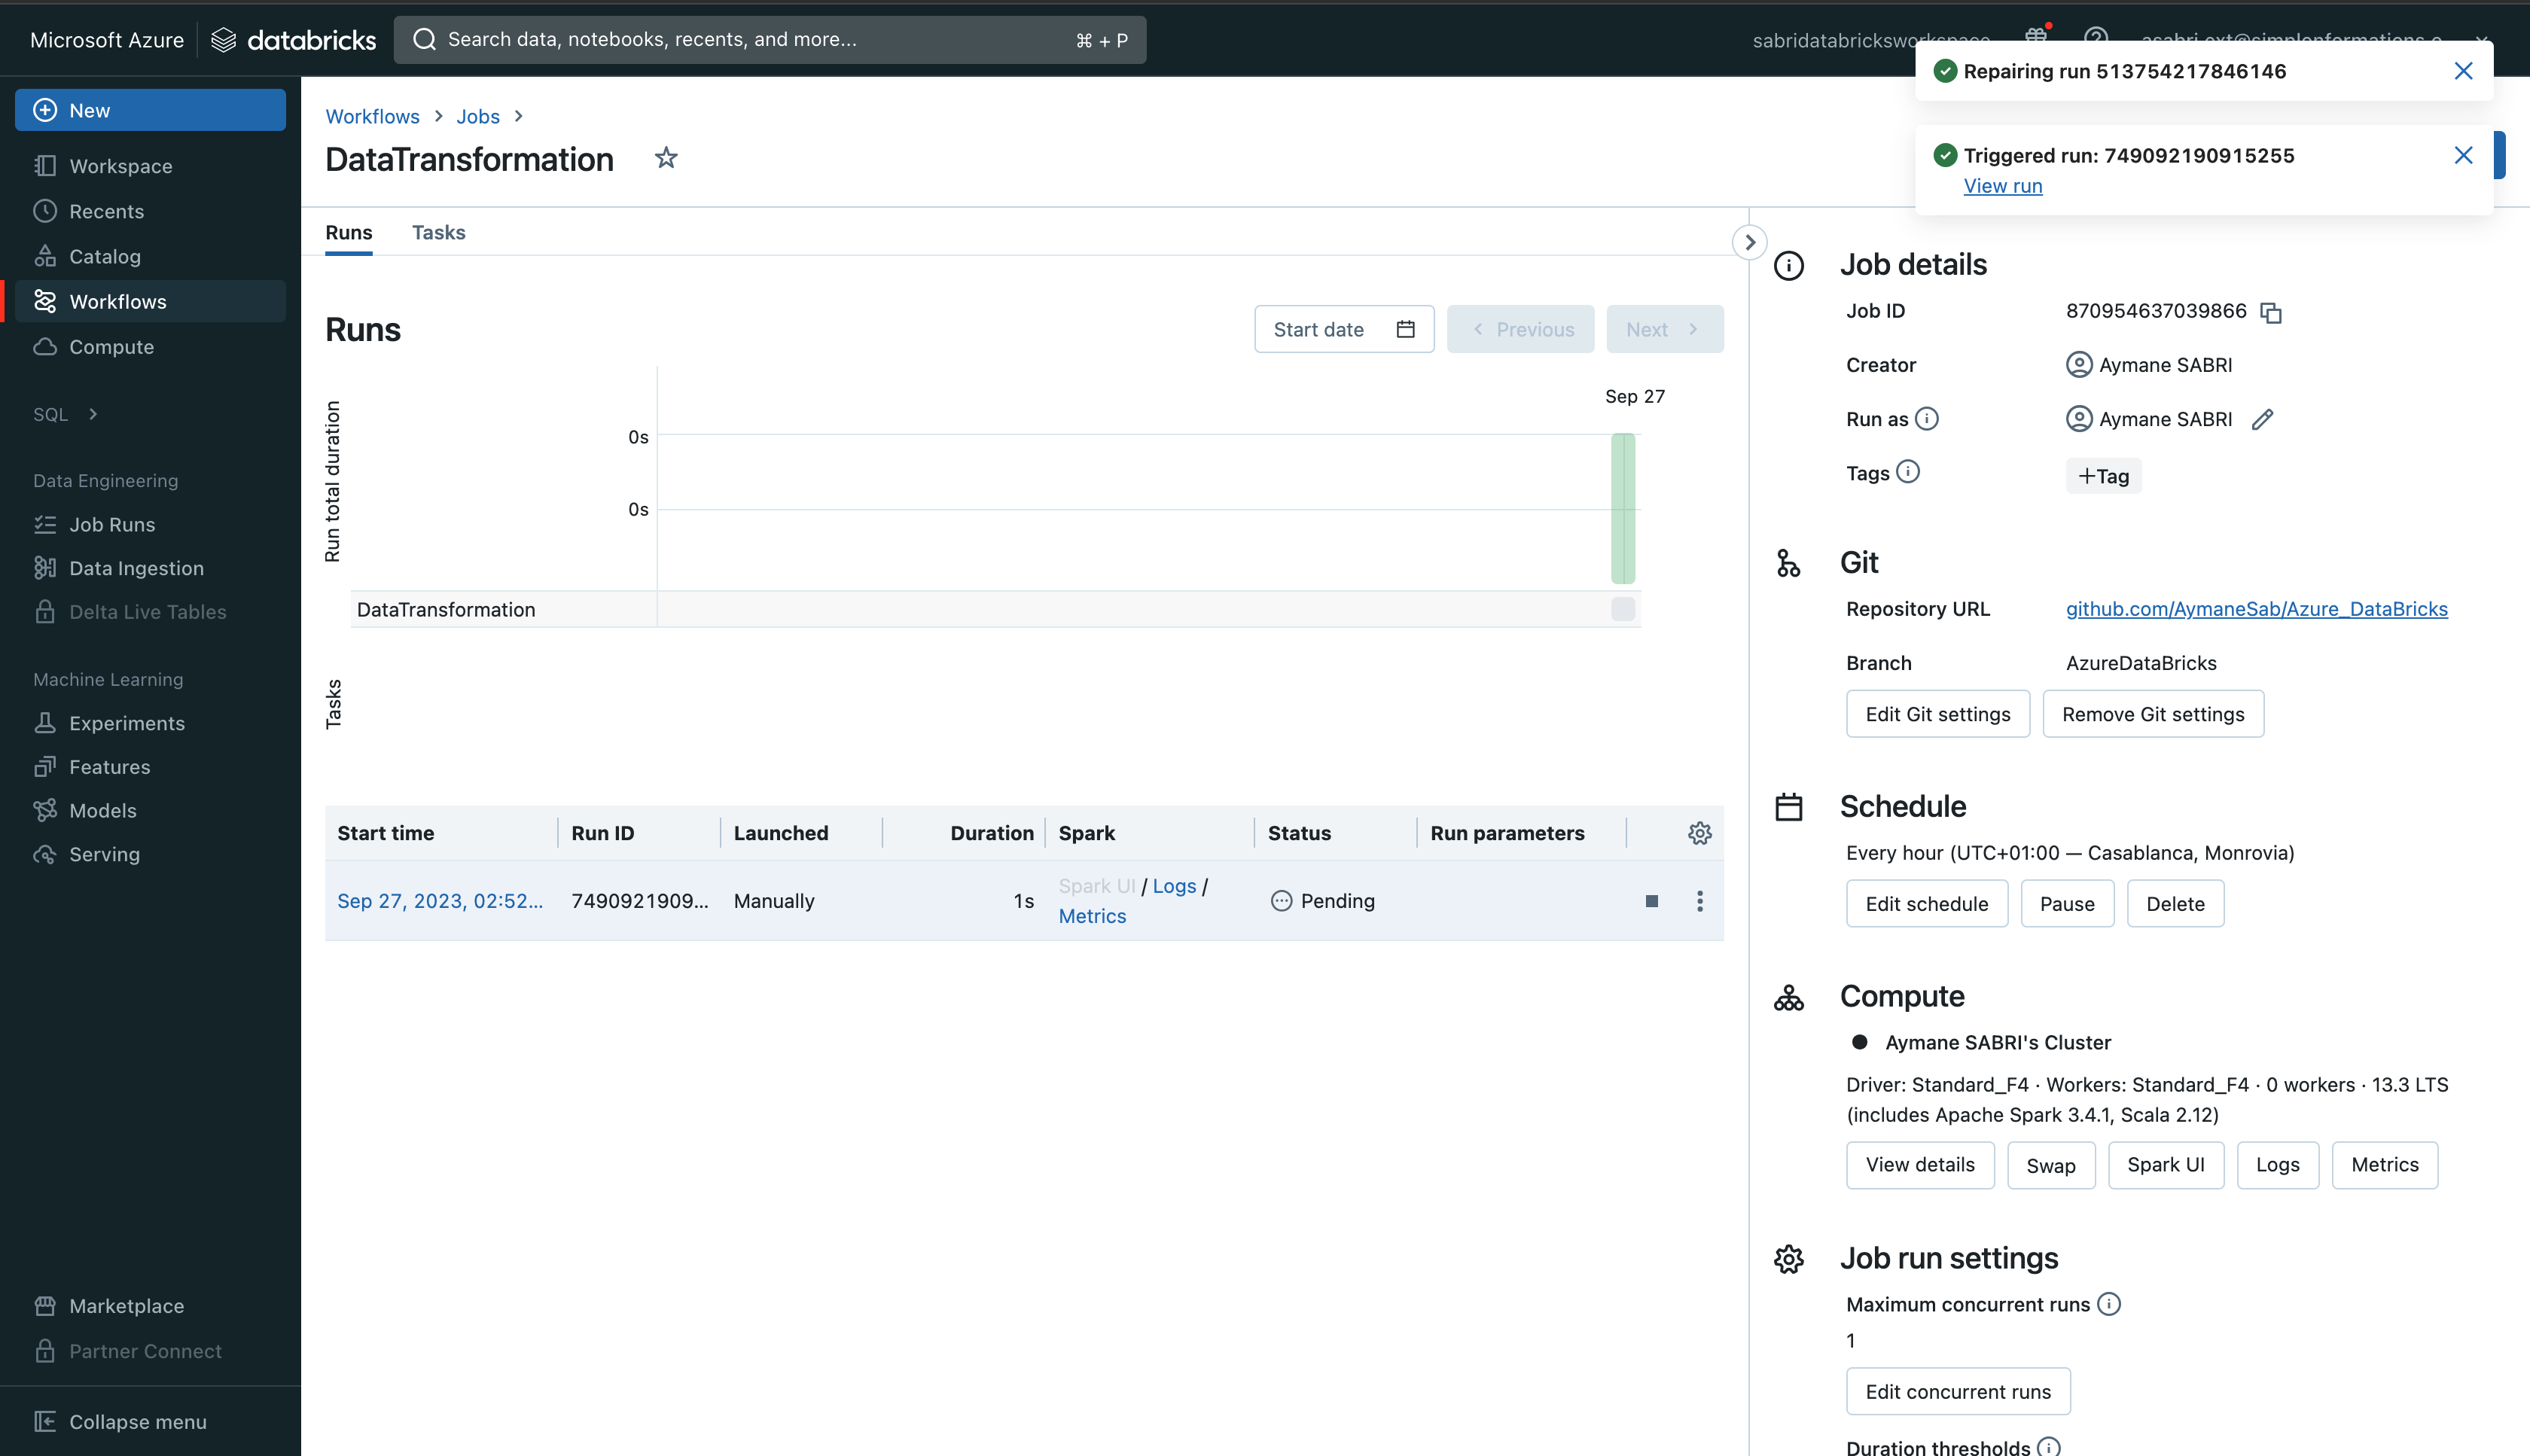 Microsoft Azure
databricks
Search data, notebooks, recents, and more...
⌘ + P
sabridatabricksworkspace
Repairing run 513754217846146
Triggered run: 749092190915255
View run
New
Workspace
Recents
Catalog
Workflows
Compute
SQL
Data Engineering
Job Runs
Data Ingestion
Delta Live Tables
Machine Learning
Experiments
Features
Models
Serving
Marketplace
Partner Connect
Collapse menu
Workflows > Jobs >
DataTransformation
Runs Tasks
Runs
Start date
Previous
Next
Sep 27
Run total duration
0s
0s
DataTransformation
Tasks
Start time Run ID Launched Duration Spark Status Run parameters
Sep 27, 2023, 02:52... 7490921909... Manually 1s Spark UI / Logs / Pending
Metrics
Job details
Job ID 870954637039866
Creator Aymane SABRI
Run as Aymane SABRI
Tags +Tag
Git
Repository URL github.com/AymaneSab/Azure_DataBricks
Branch AzureDataBricks
Edit Git settings Remove Git settings
Schedule
Every hour (UTC+01:00 — Casablanca, Monrovia)
Edit schedule Pause Delete
Compute
Aymane SABRI's Cluster
Driver: Standard_F4 · Workers: Standard_F4 · 0 workers · 13.3 LTS
(includes Apache Spark 3.4.1, Scala 2.12)
View details Swap Spark UI Logs Metrics
Job run settings
Maximum concurrent runs
1
Edit concurrent runs
Duration thresholds